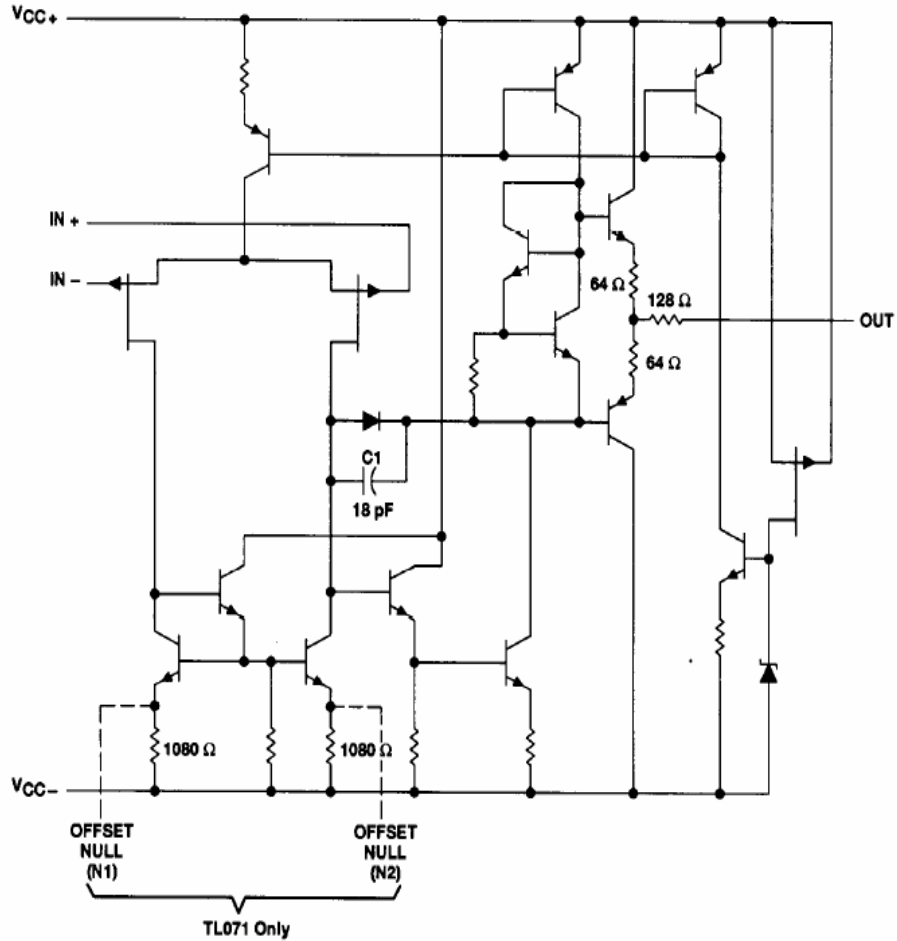 VCC+
IN +
IN –
64 Ω
128 Ω
OUT
64 Ω
C1
18 pF
1080 Ω
1080 Ω
VCC–
OFFSET
NULL
(N1)
OFFSET
NULL
(N2)
TL071 Only